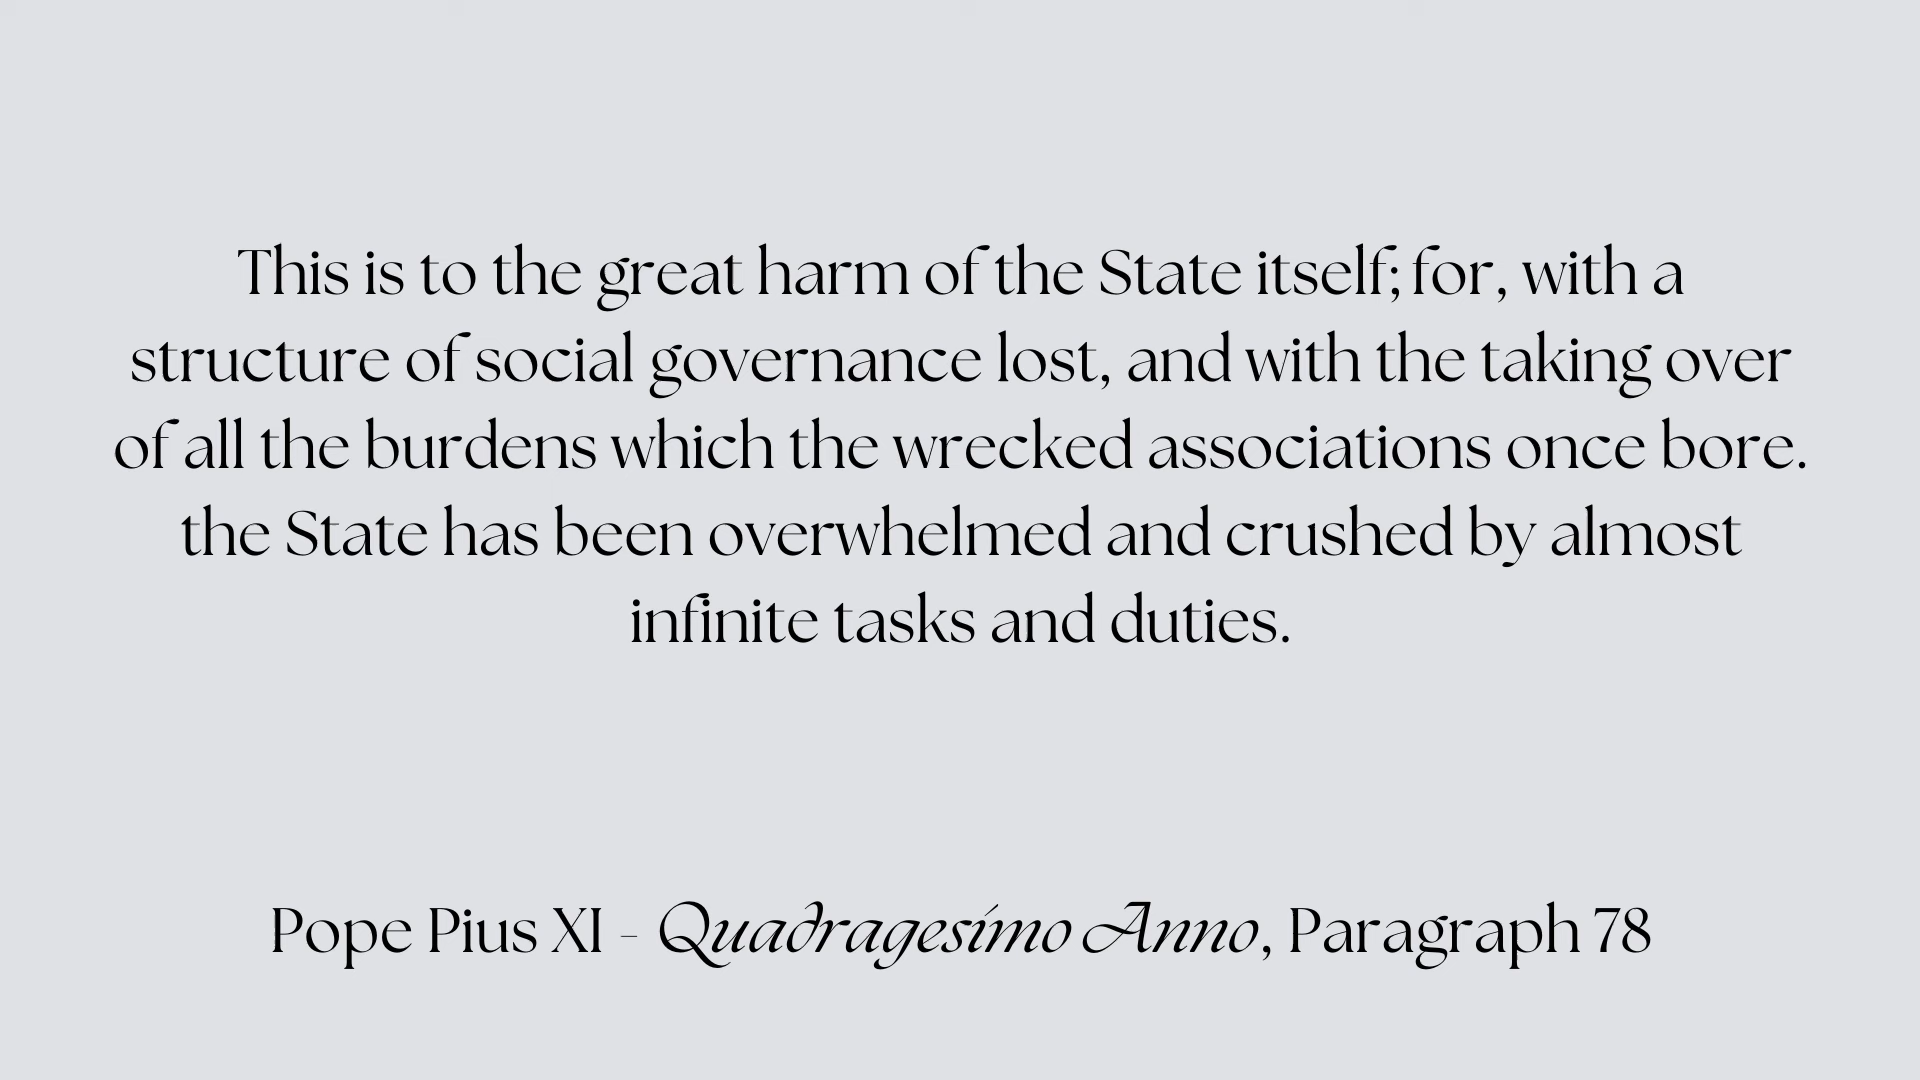 This is to the great harm of the State itself; for, with a
structure of social governance lost, and with the taking over
of all the burdens which the wrecked associations once bore.
the State has been overwhelmed and crushed by almost
infinite tasks and duties.
Pope Pius XI - Quadragesimo Anno, Paragraph 78